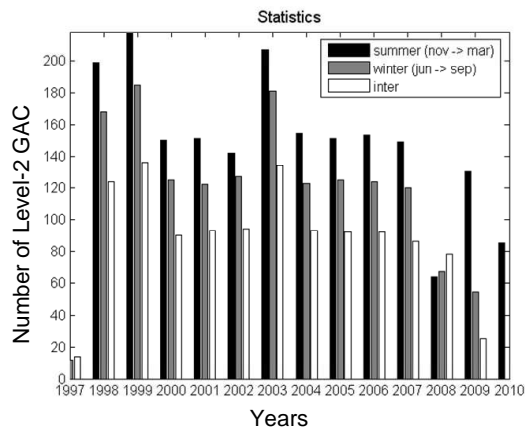 Statistics
summer (nov -> mar)
winter (jun -> sep)
inter
Number of Level-2 GAC
200
180
160
140
120
100
80
60
40
20
0
1997 1998 1999 2000 2001 2002 2003 2004 2005 2006 2007 2008 2009 2010
Years